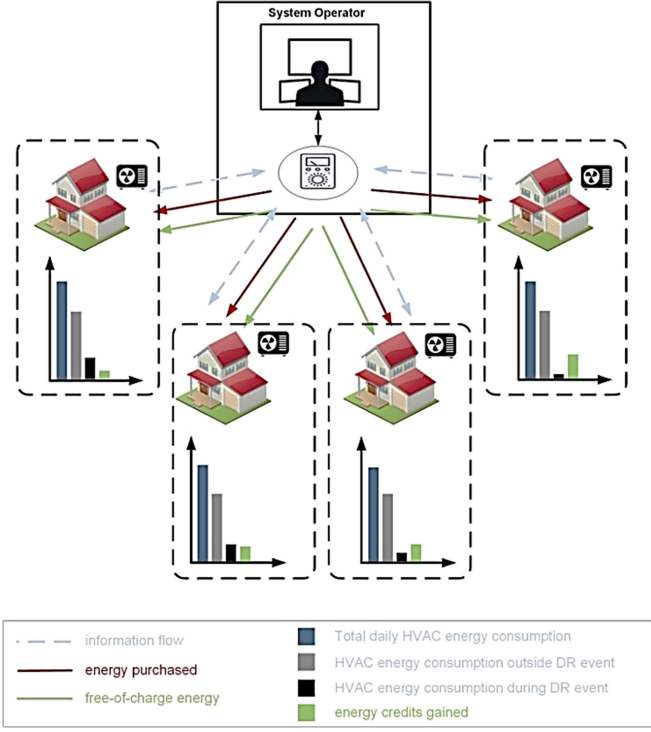 System Operator
information flow
energy purchased
free-of-charge energy
Total daily HVAC energy consumption
HVAC energy consumption outside DR event
HVAC energy consumption during DR event
energy credits gained